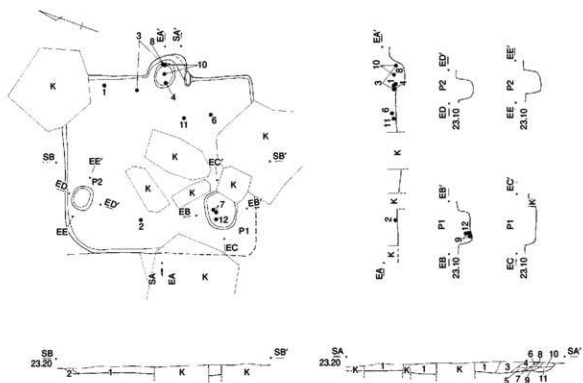 3
8
EA'
SA'
10
4
1
K
11
6
K
K
K
K
K
EC'
SB
EE'
P2
ED
ED'
EE
SB'
EB
EB'
7
12
P1
2
EC
SA
EA
K
EA'
10
8
3
1
4
6
11
K
K
2
K
EA
ED'
P2
ED
23.10
EE'
P2
EE
23.10
EB'
P1
12
9
EB
23.10
EC'
K
P1
EC
23.10
SB
23.20
2
1
K
K
SB'
SA
K
1
K
1
K
3
4
6 8 10
5
7 9
11
SA'